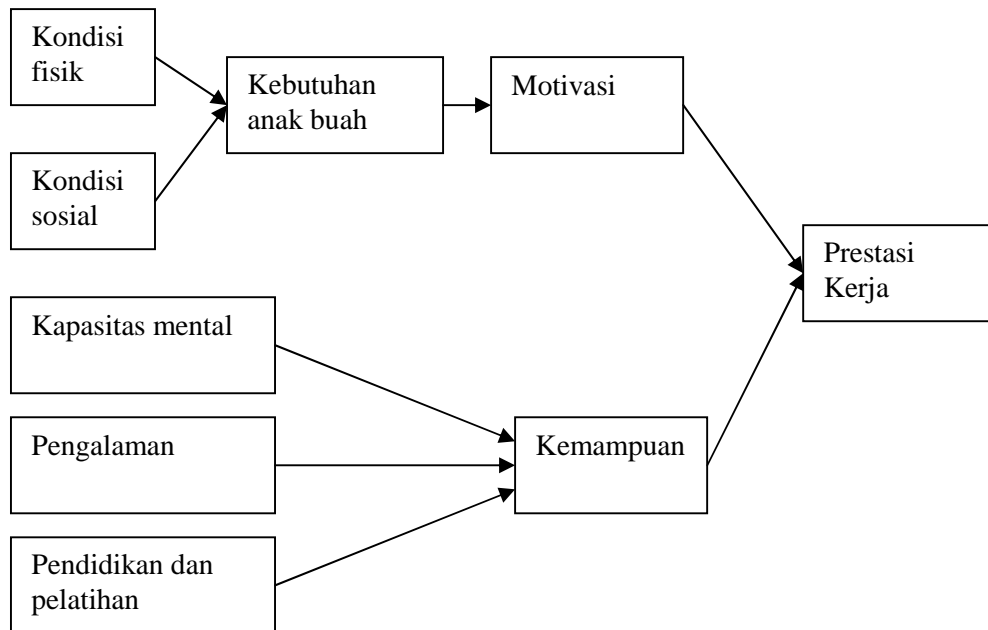 Kondisi
fisik
Kebutuhan
anak buah
Motivasi
Kondisi
sosial
Prestasi
Kerja
Kapasitas mental
Pengalaman
Kemampuan
Pendidikan dan
pelatihan